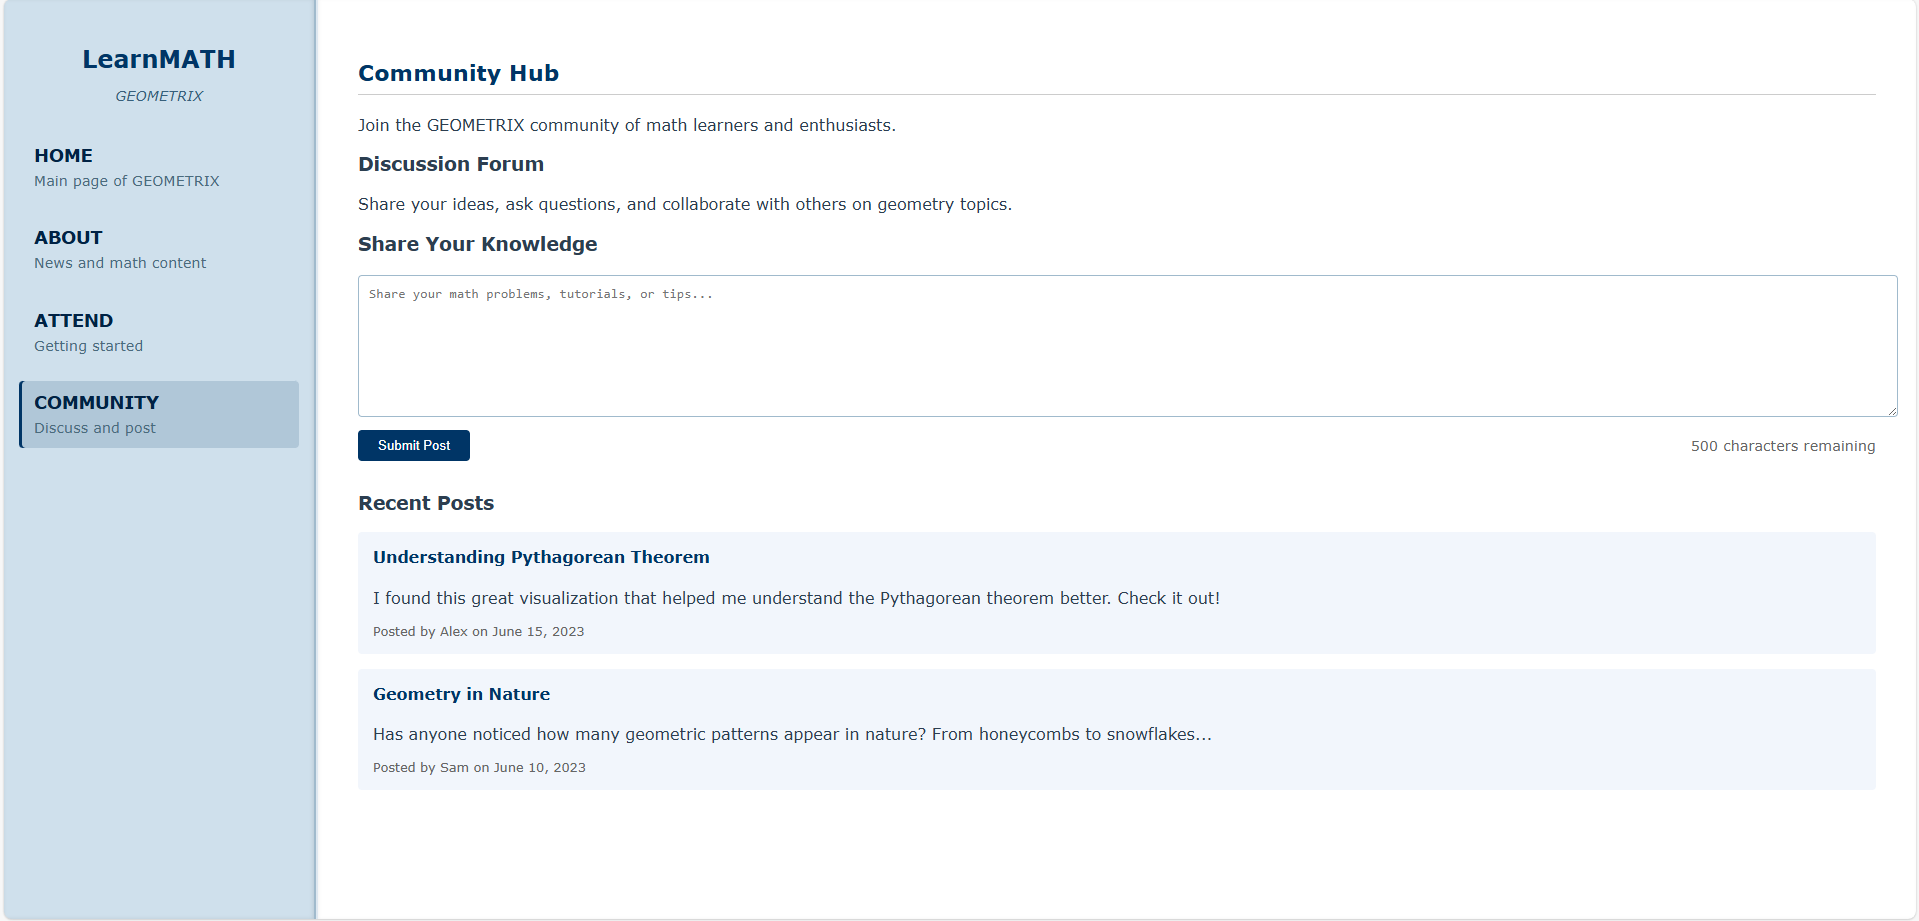 LearnMATH
GEOMETRIX
HOME
Main page of GEOMETRIX
ABOUT
News and math content
ATTEND
Getting started
COMMUNITY
Discuss and post
Community Hub
Join the GEOMETRIX community of math learners and enthusiasts.
Discussion Forum
Share your ideas, ask questions, and collaborate with others on geometry topics.
Share Your Knowledge
Share your math problems, tutorials, or tips...
Submit Post
500 characters remaining
Recent Posts
Understanding Pythagorean Theorem
I found this great visualization that helped me understand the Pythagorean theorem better. Check it out!
Posted by Alex on June 15, 2023
Geometry in Nature
Has anyone noticed how many geometric patterns appear in nature? From honeycombs to snowflakes...
Posted by Sam on June 10, 2023